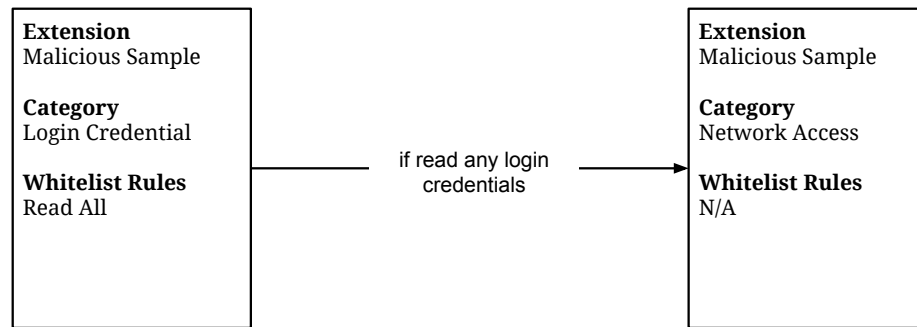 Extension
Malicious Sample
Category
Login Credential
Whitelist Rules
Read All
if read any login
credentials
Extension
Malicious Sample
Category
Network Access
Whitelist Rules
N/A